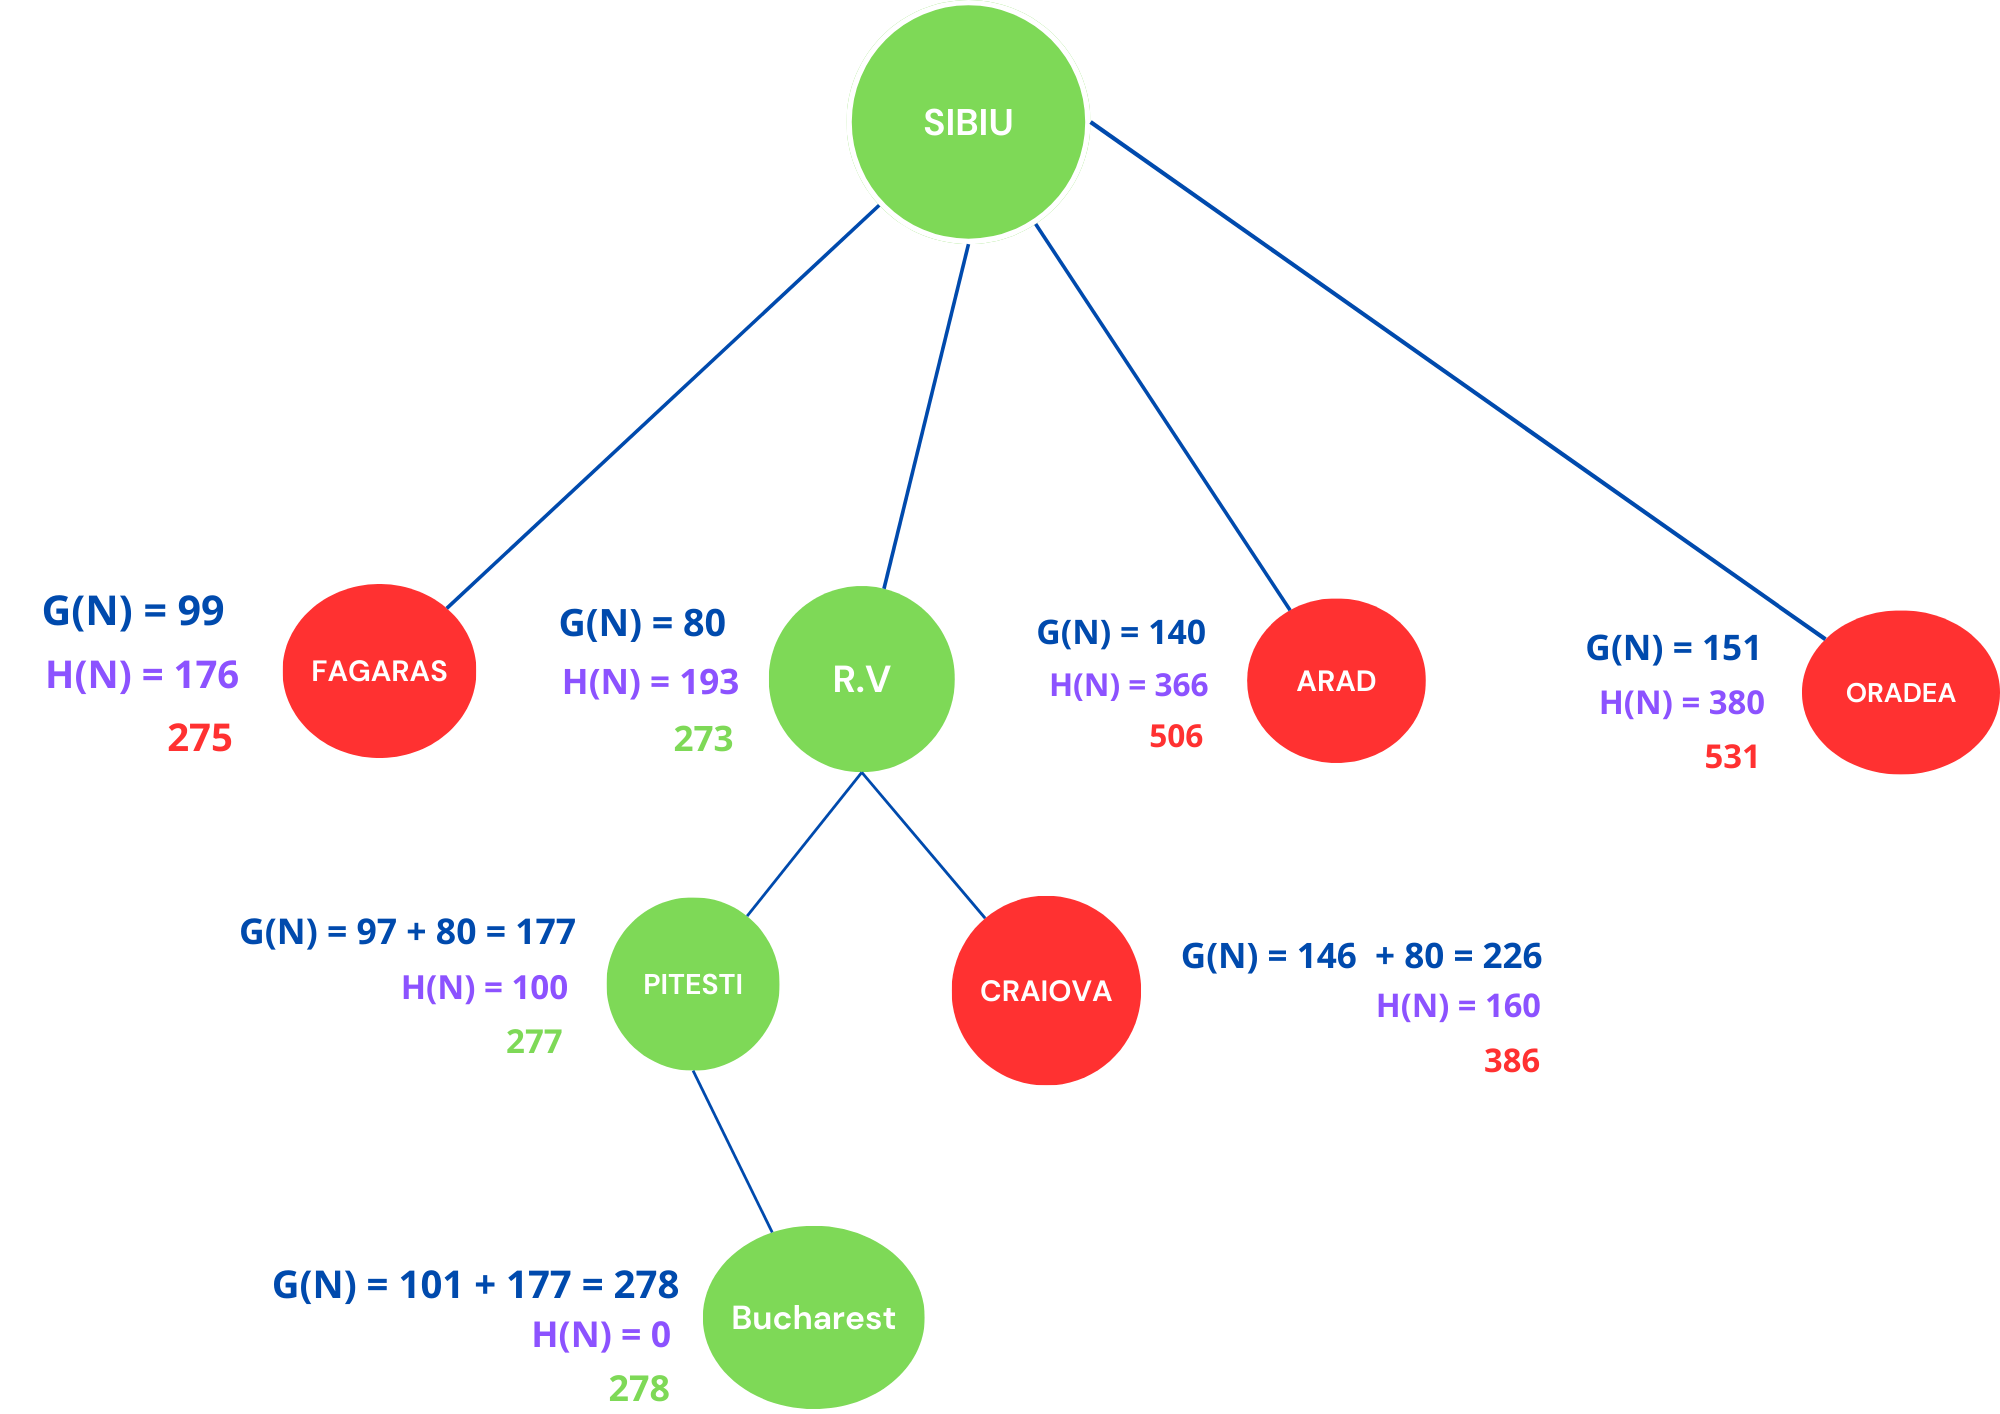 SIBIU
G(N) = 99
H(N) = 176
275
FAGARAS
G(N) = 80
H(N) = 193
273
R.V
G(N) = 140
H(N) = 366
506
ARAD
G(N) = 151
H(N) = 380
531
ORADEA
G(N) = 97 + 80 = 177
H(N) = 100
277
PITESTI
CRAIOVA
G(N) = 146 + 80 = 226
H(N) = 160
386
G(N) = 101 + 177 = 278
H(N) = 0
278
Bucharest